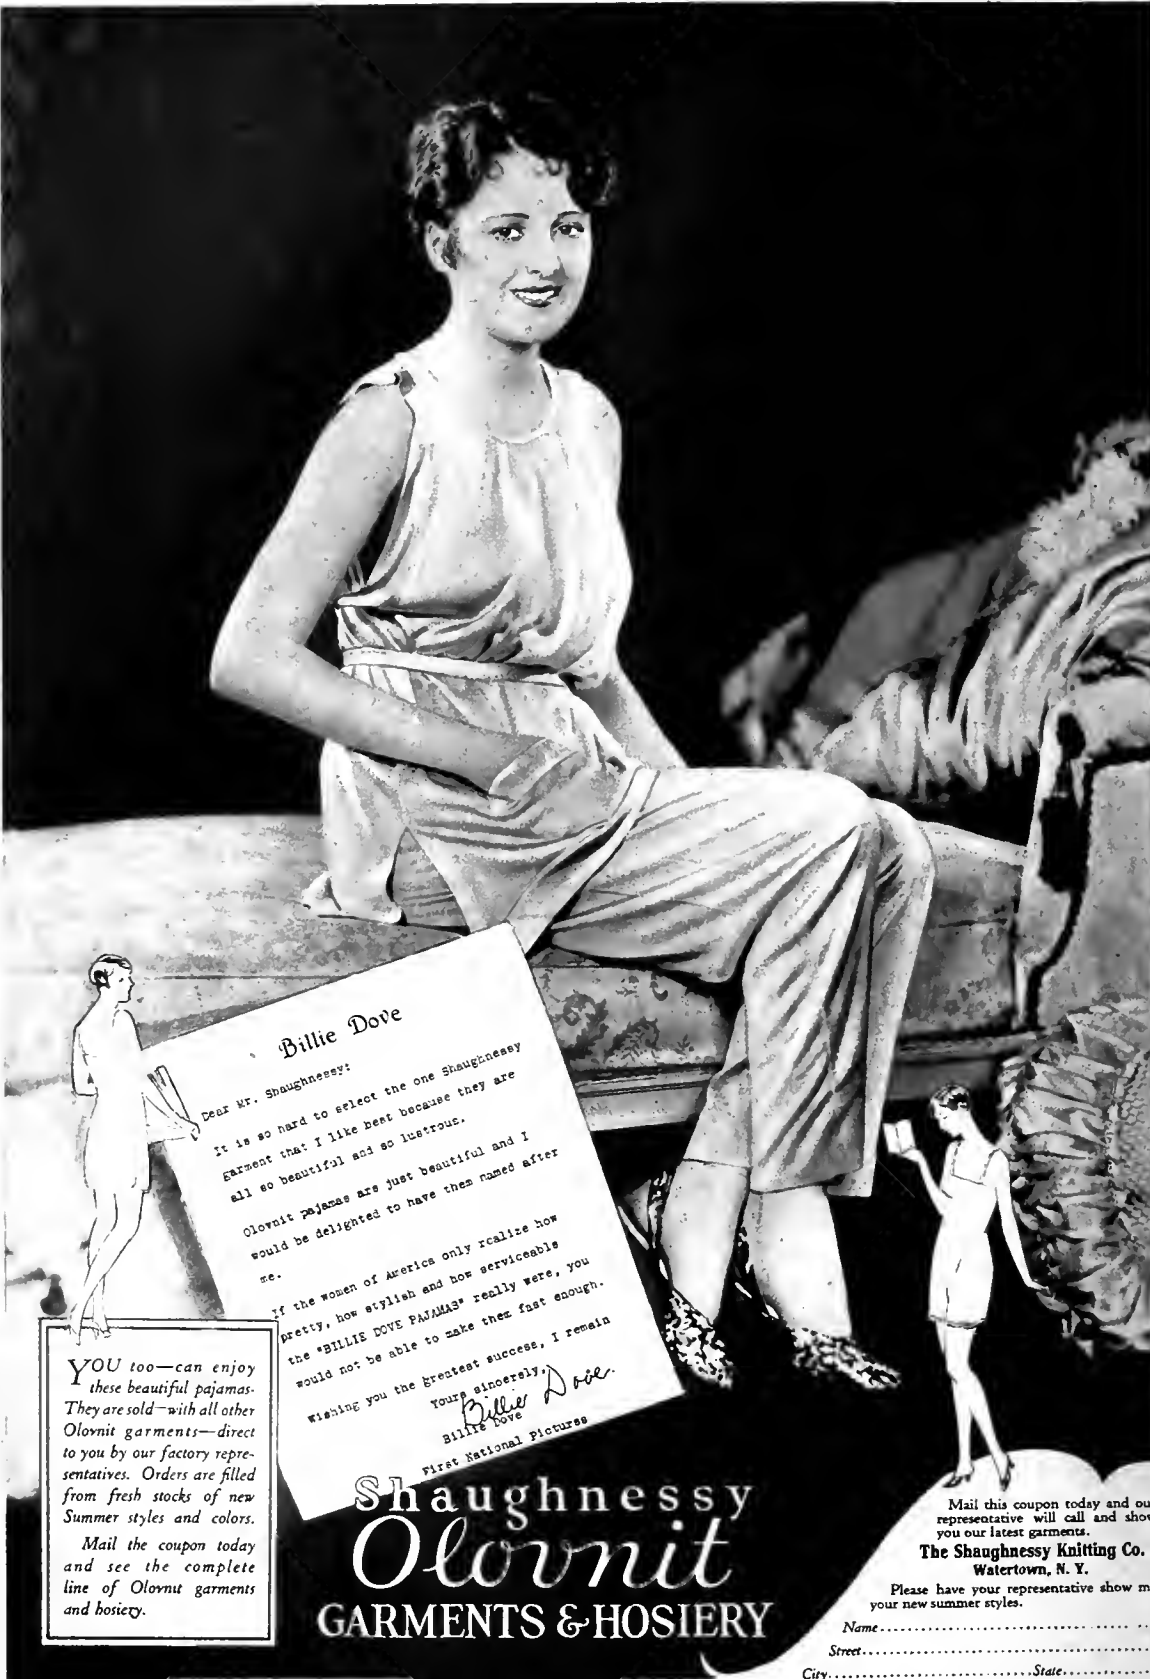 Billie Dove
Dear Mr. Shaughnessy:
It is so hard to select the one Shaughnessy
garment that I like best because they are
all so beautiful and so lustrous.
Olovnit pajamas are just beautiful and I
would be delighted to have them named after
me.
If the women of America only realize how
pretty, how stylish and how serviceable
the "BILLIE DOVE PAJAMAS" really were, you
would not be able to make them fast enough.
Wishing you the greatest success, I remain
Yours sincerely,
Billie Dove.
Billie Dove
First National Pictures
YOU too—can enjoy
these beautiful pajamas.
They are sold—with all other
Olovnit garments—direct
to you by our factory repre-
sentatives. Orders are filled
from fresh stocks of new
Summer styles and colors.
Mail the coupon today
and see the complete
line of Olovnit garments
and hosiery.
Shaughnessy
Olovnit
GARMENTS & HOSIERY
Mail this coupon today and ou
representative will call and show
you our latest garments.
The Shaughnessy Knitting Co.
Watertown, N. Y.
Please have your representative show m
your new summer styles.
Name
Street
City State